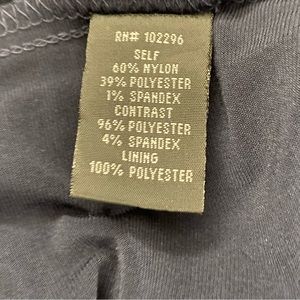 RN# 102296
SELF
60% NYLON
39% POLYESTER
1% SPANDEX
CONTRAST
96% POLYESTER
4% SPANDEX
LINING
100% POLYESTER